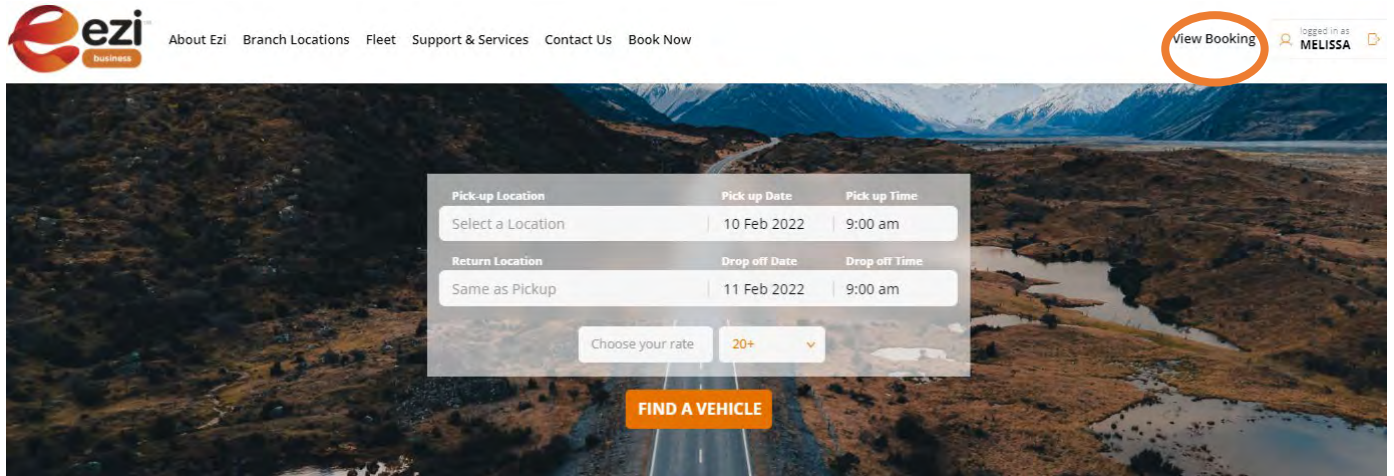 ezi
business
About Ezi Branch Locations Fleet Support & Services Contact Us Book Now
View Booking
logged in as
MELISSA
Pick-up Location Pick up Date Pick up Time
Select a Location 10 Feb 2022 9:00 am
Return Location Drop off Date Drop off Time
Same as Pickup 11 Feb 2022 9:00 am
Choose your rate 20+
FIND A VEHICLE